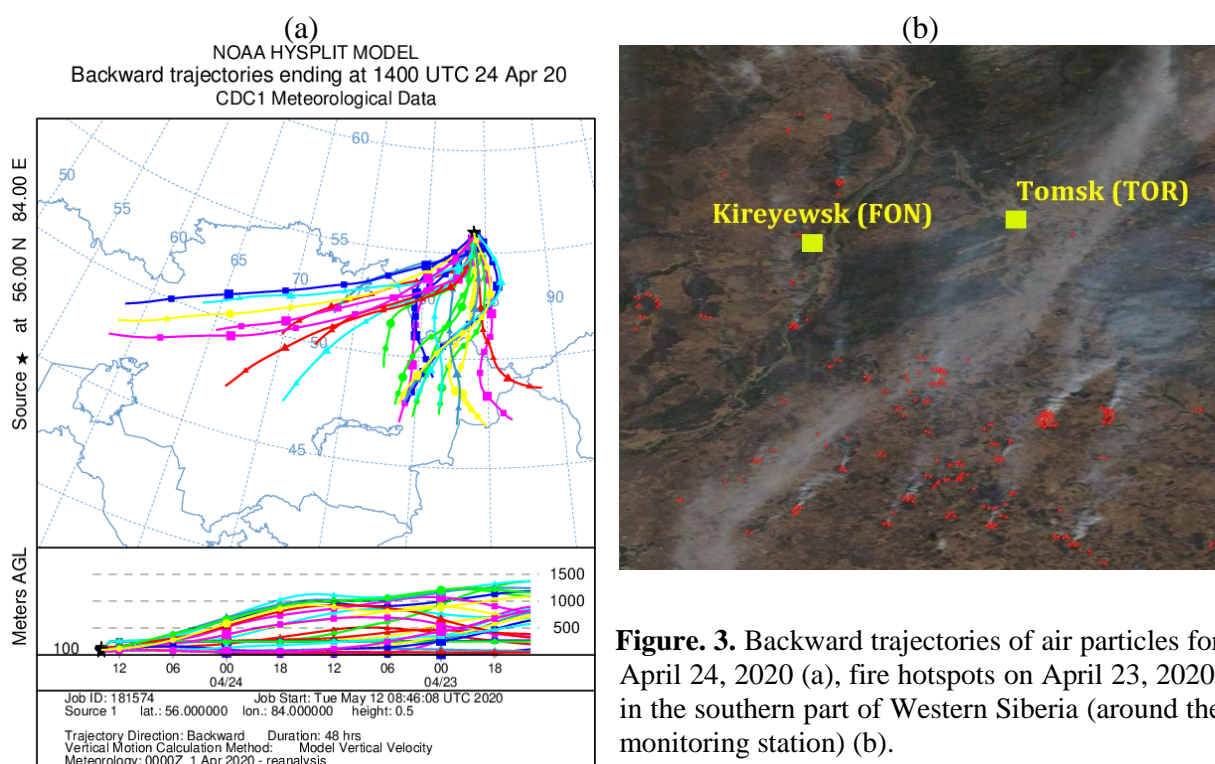 (a)
NOAA HYSPLIT MODEL
Backward trajectories ending at 1400 UTC 24 Apr 20
CDC1 Meteorological Data
Source ★ at 56.00 N 84.00 E
60
50
55
60
55
65
70
90
50
45
Meters AGL
1500
1000
500
100
12 06 00 18 12 06 00 18
04/24 04/23
Job ID: 181574 Job Start: Tue May 12 08:46:08 UTC 2020
Source 1 lat.: 56.000000 lon.: 84.000000 height: 0.5
Trajectory Direction: Backward Duration: 48 hrs
Vertical Motion Calculation Method: Model Vertical Velocity
Meteorology: 0000Z 1 Apr 2020 - reanalysis
(b)
Tomsk (TOR)
Kireyewsk (FON)
Figure. 3. Backward trajectories of air particles for
April 24, 2020 (a), fire hotspots on April 23, 2020
in the southern part of Western Siberia (around the
monitoring station) (b).